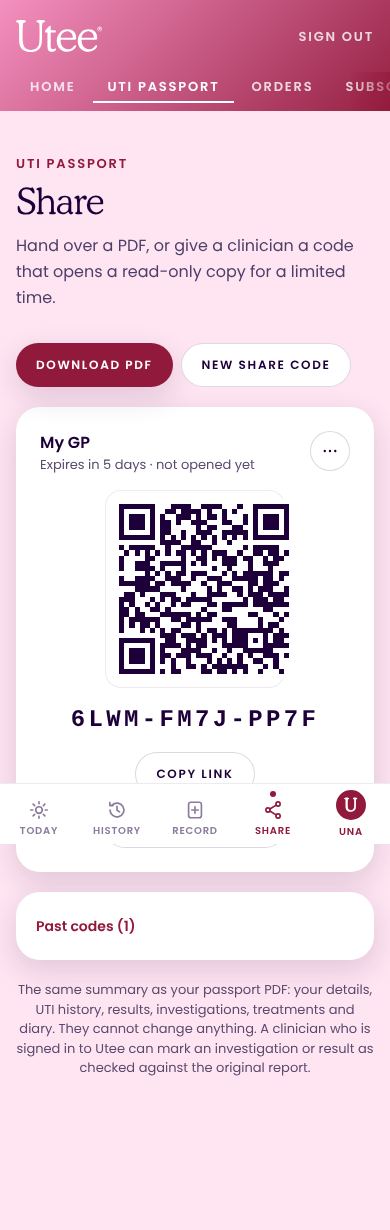 Utee®
SIGN OUT
HOME
UTI PASSPORT
ORDERS
SUBSC
UTI PASSPORT
Share
Hand over a PDF, or give a clinician a code
that opens a read-only copy for a limited
time.
DOWNLOAD PDF
NEW SHARE CODE
My GP
Expires in 5 days · not opened yet
6LWM-FM7J-PP7F
COPY LINK
TODAY
HISTORY
RECORD
SHARE
U
UNA
Past codes (1)
The same summary as your passport PDF: your details,
UTI history, results, investigations, treatments and
diary. They cannot change anything. A clinician who is
signed in to Utee can mark an investigation or result as
checked against the original report.